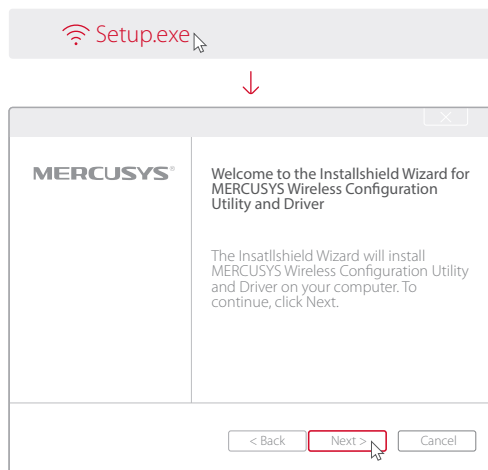 Setup.exe
MERCUSYS®
Welcome to the Installshield Wizard for
MERCUSYS Wireless Configuration
Utility and Driver
The Insatllshield Wizard will install
MERCUSYS Wireless Configuration Utility
and Driver on your computer. To
continue, click Next.
< Back Next > Cancel